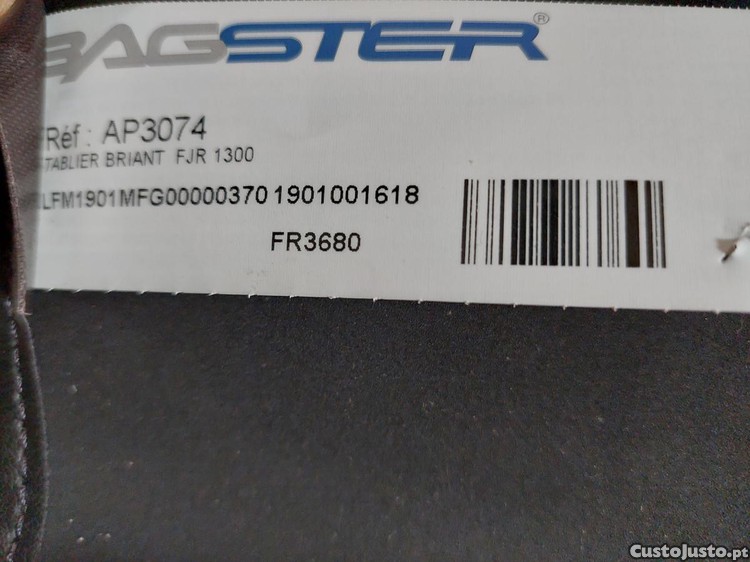 BAGSTER®
Réf : AP3074
TABLIER BRIANT FJR 1300
LFM1901MFG00000370 1901001618
FR3680
CustoJusto.pt